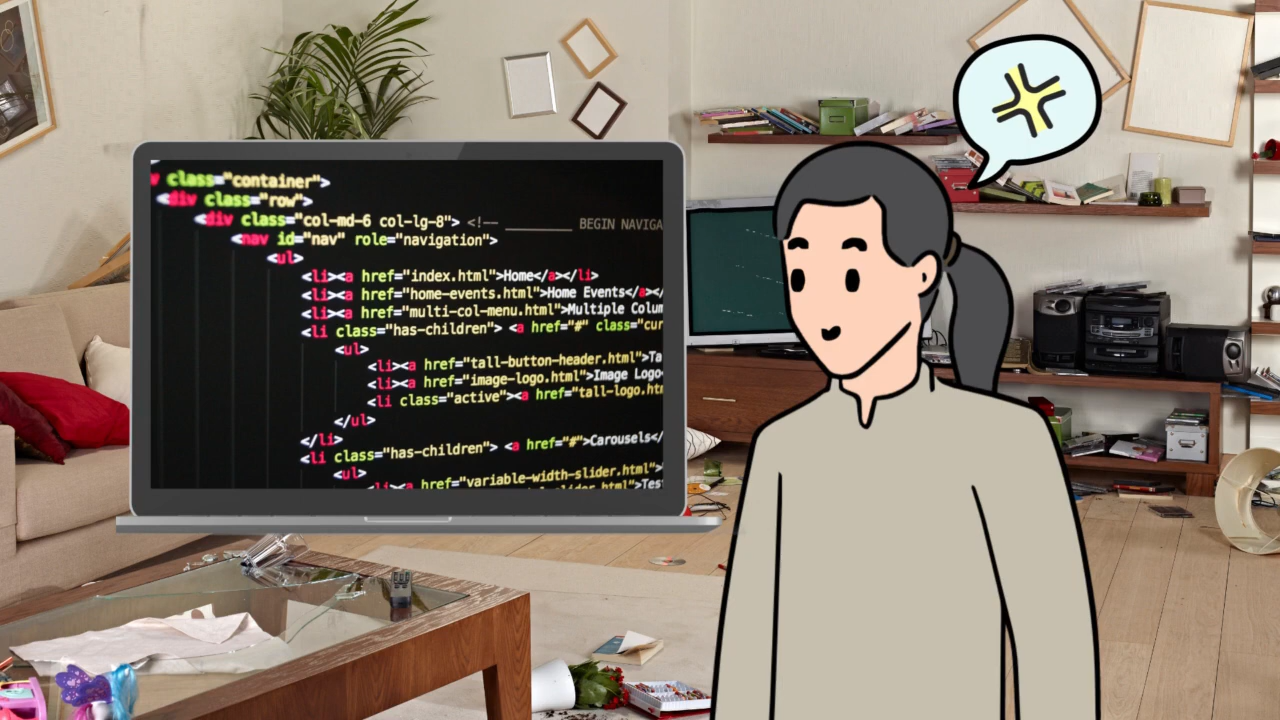 class="container">
<div class="row">
<div class="col-md-6 col-lg-8"> <!-- ________ BEGIN NAVIGA
<nav id="nav" role="navigation">
<ul>
<li><a href="index.html">Home</a></li>
<li><a href="home-events.html">Home Events</a></
<li><a href="multi-col-menu.html">Multiple Colum
<li class="has-children"> <a href="#" class="cur
<ul>
<li><a href="tall-button-header.html">Ta
<li><a href="image-logo.html">Image Logo
<li class="active"><a href="tall-logo.ht
</ul>
</li>
<li class="has-children"> <a href="#">Carousels</
<ul>
<li><a href="variable-width-slider.html">